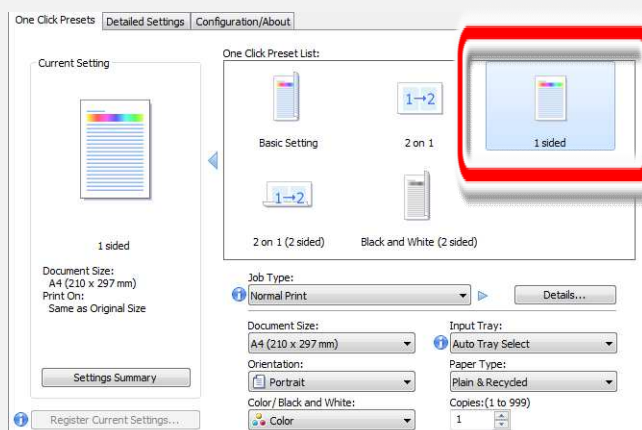 One Click Presets Detailed Settings Configuration/About
Current Setting
1 sided
Document Size:
A4 (210 x 297 mm)
Print On:
Same as Original Size
Settings Summary
Register Current Settings...
One Click Preset List:
Basic Setting
1→2
2 on 1
1 sided
1→2
2 on 1 (2 sided)
Black and White (2 sided)
Job Type:
Normal Print
Details...
Document Size:
A4 (210 x 297 mm)
Input Tray:
Auto Tray Select
Orientation:
Portrait
Paper Type:
Plain & Recycled
Color/ Black and White:
Color
Copies:(1 to 999)
1